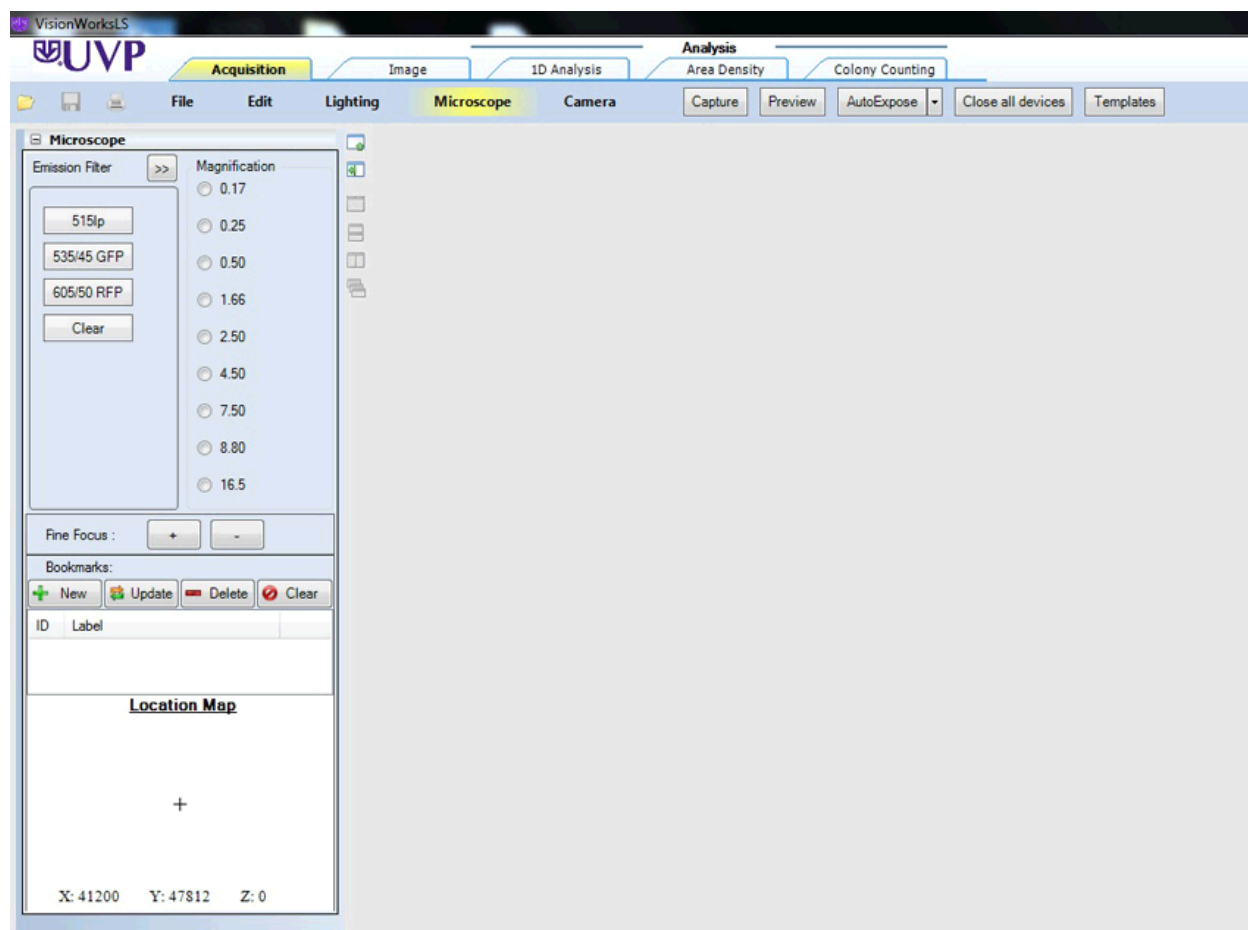 VisionWorksLS
UVP
Analysis
Acquisition Image 1D Analysis Area Density Colony Counting
File Edit Lighting Microscope Camera Capture Preview AutoExpose Close all devices Templates
Microscope
Emission Filter >> Magnification
0.17
515lp 0.25
535/45 GFP 0.50
605/50 RFP 1.66
Clear 2.50
4.50
7.50
8.80
16.5
Fine Focus : + -
Bookmarks:
New Update Delete Clear
ID Label
Location Map
X: 41200 Y: 47812 Z: 0